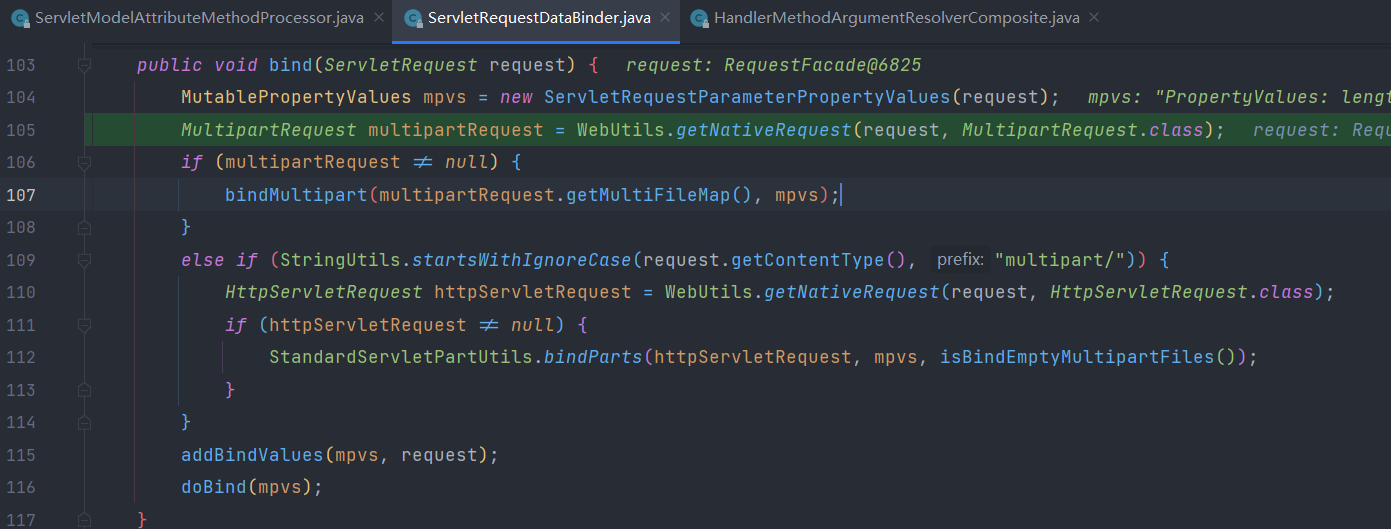 ServletModelAttributeMethodProcessor.java × ServletRequestDataBinder.java × HandlerMethodArgumentResolverComposite.java ×
103 public void bind(ServletRequest request) { request: RequestFacade@6825
104 MutablePropertyValues mpvs = new ServletRequestParameterPropertyValues(request); mpvs: "PropertyValues: lengt
105 MultipartRequest multipartRequest = WebUtils.getNativeRequest(request, MultipartRequest.class); request: Requ
106 if (multipartRequest != null) {
107 bindMultipart(multipartRequest.getMultiFileMap(), mpvs);
108 }
109 else if (StringUtils.startsWithIgnoreCase(request.getContentType(), prefix: "multipart/")) {
110 HttpServletRequest httpServletRequest = WebUtils.getNativeRequest(request, HttpServletRequest.class);
111 if (httpServletRequest != null) {
112 StandardServletPartUtils.bindParts(httpServletRequest, mpvs, isBindEmptyMultipartFiles());
113 }
114 }
115 addBindValues(mpvs, request);
116 doBind(mpvs);
117 }